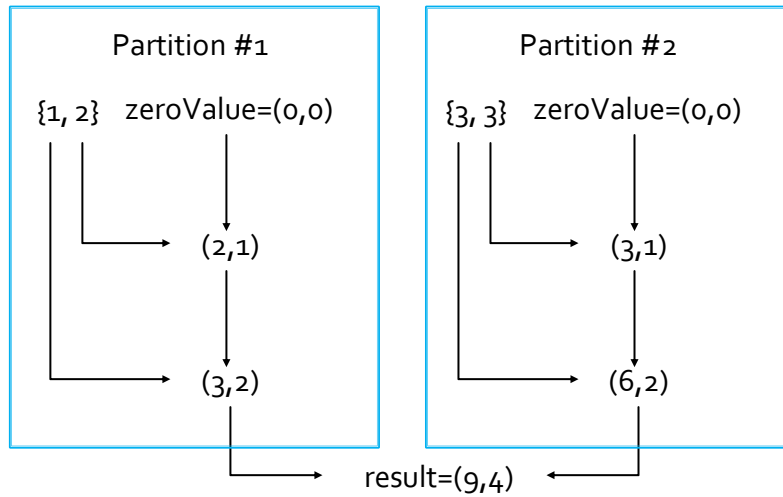 Partition #1
{1, 2} zeroValue=(0,0)
(2,1)
(3,2)
Partition #2
{3, 3} zeroValue=(0,0)
(3,1)
(6,2)
result=(9,4)